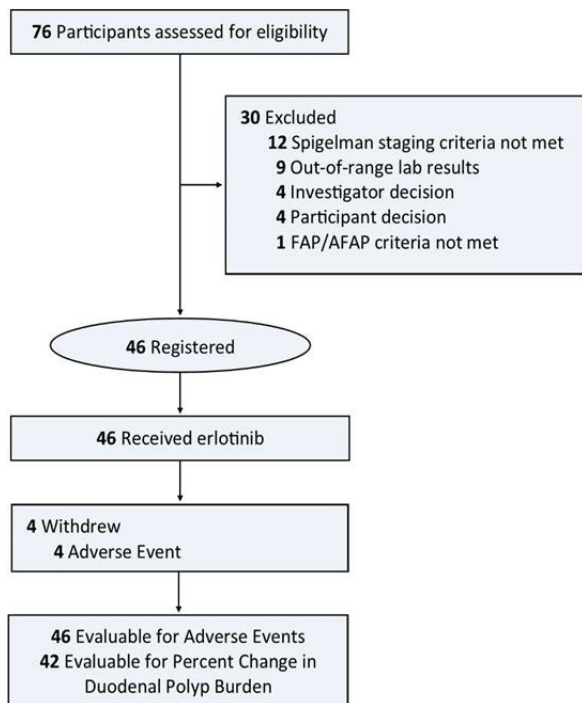 76 Participants assessed for eligibility
30 Excluded
12 Spigelman staging criteria not met
9 Out-of-range lab results
4 Investigator decision
4 Participant decision
1 FAP/AFAP criteria not met
46 Registered
46 Received erlotinib
4 Withdrew
4 Adverse Event
46 Evaluable for Adverse Events
42 Evaluable for Percent Change in
Duodenal Polyp Burden